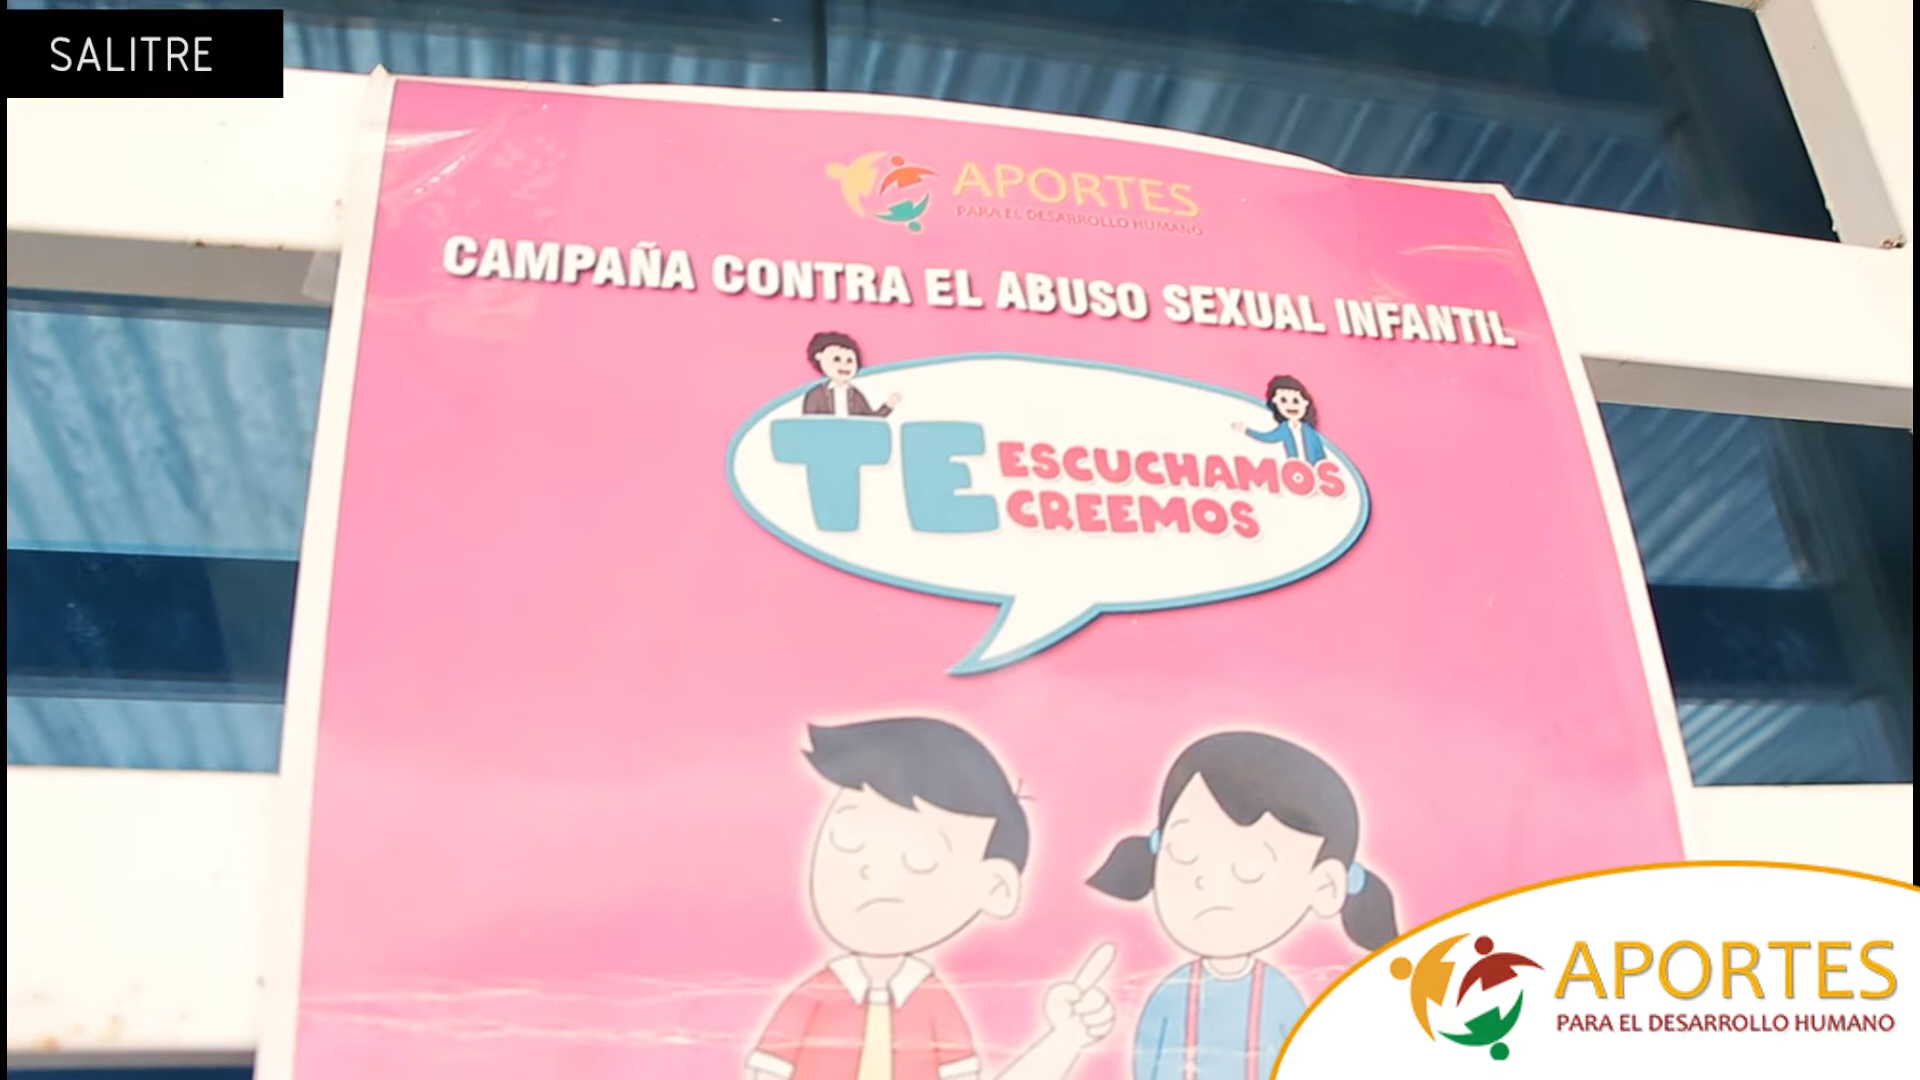 SALITRE
APORTES
PARA EL DESARROLLO HUMANO
CAMPAÑA CONTRA EL ABUSO SEXUAL INFANTIL
TE ESCUCHAMOS
CREEMOS
APORTES
PARA EL DESARROLLO HUMANO